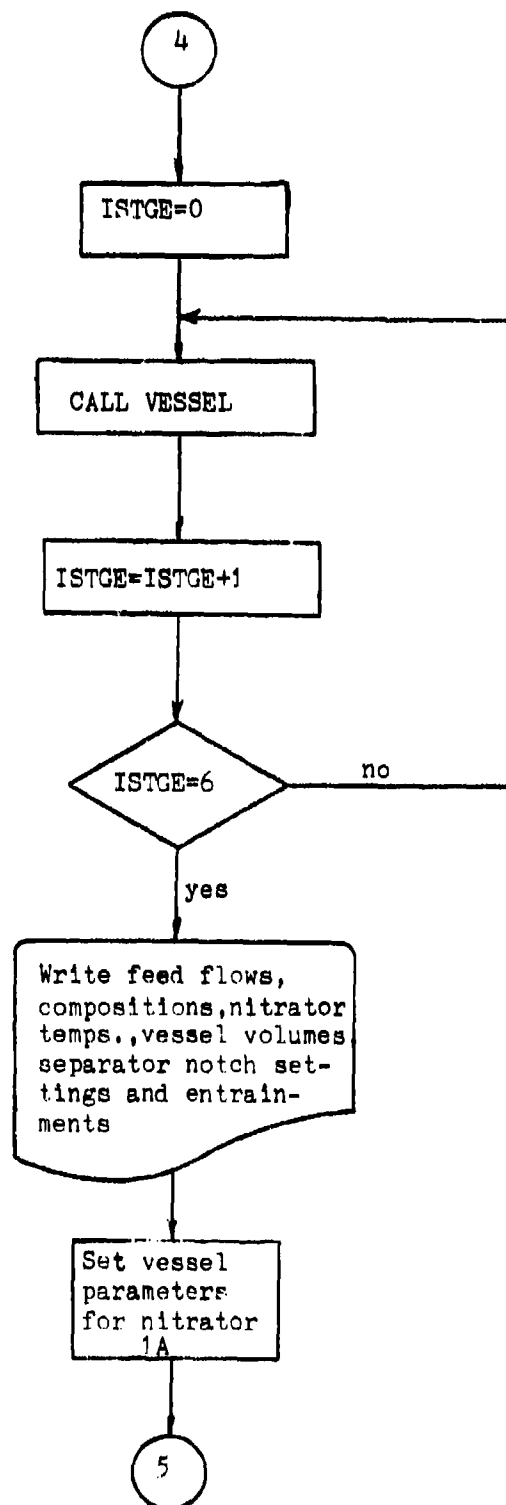 4
ISTGE=0
CALL VESSEL
ISTGE=ISTGE+1
ISTGE=6
no
yes
Write feed flows,
compositions,nitrator
temps.,vessel volumes
separator notch set-
tings and entrain-
ments
Set vessel
parameters
for nitrator
1A
5